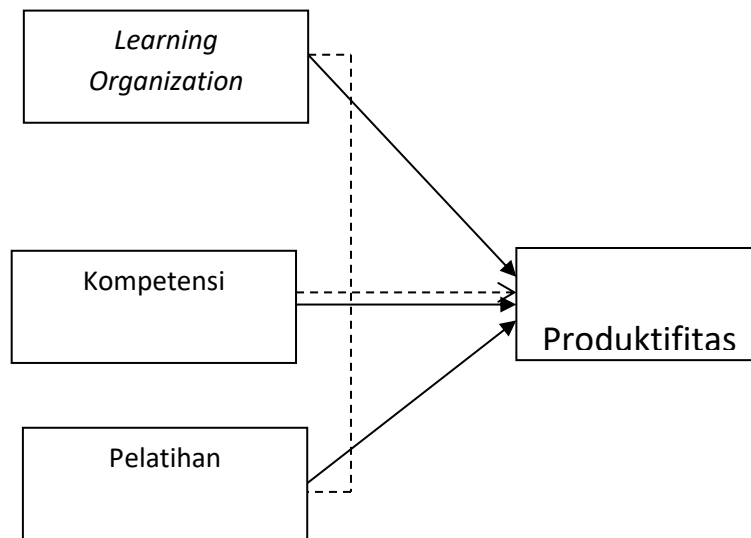 Learning
Organization
Kompetensi
Produktifitas
Pelatihan